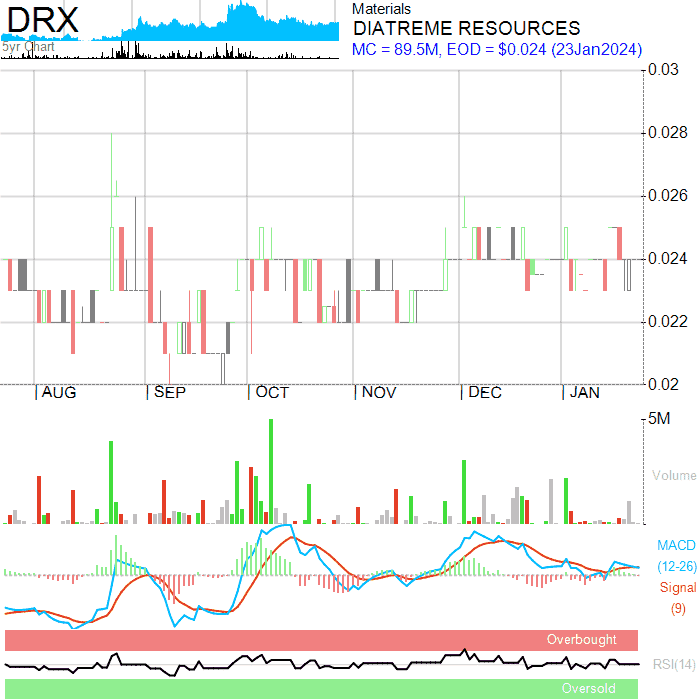 DRX
5yr Chart
Materials
DIATREME RESOURCES
MC = 89.5M, EOD = $0.024 (23Jan2024)
0.03
0.028
0.026
0.024
0.022
0.02
AUG SEP OCT NOV DEC JAN
5M
Volume
MACD
(12-26)
Signal
(9)
Overbought
RSI(14)
Oversold